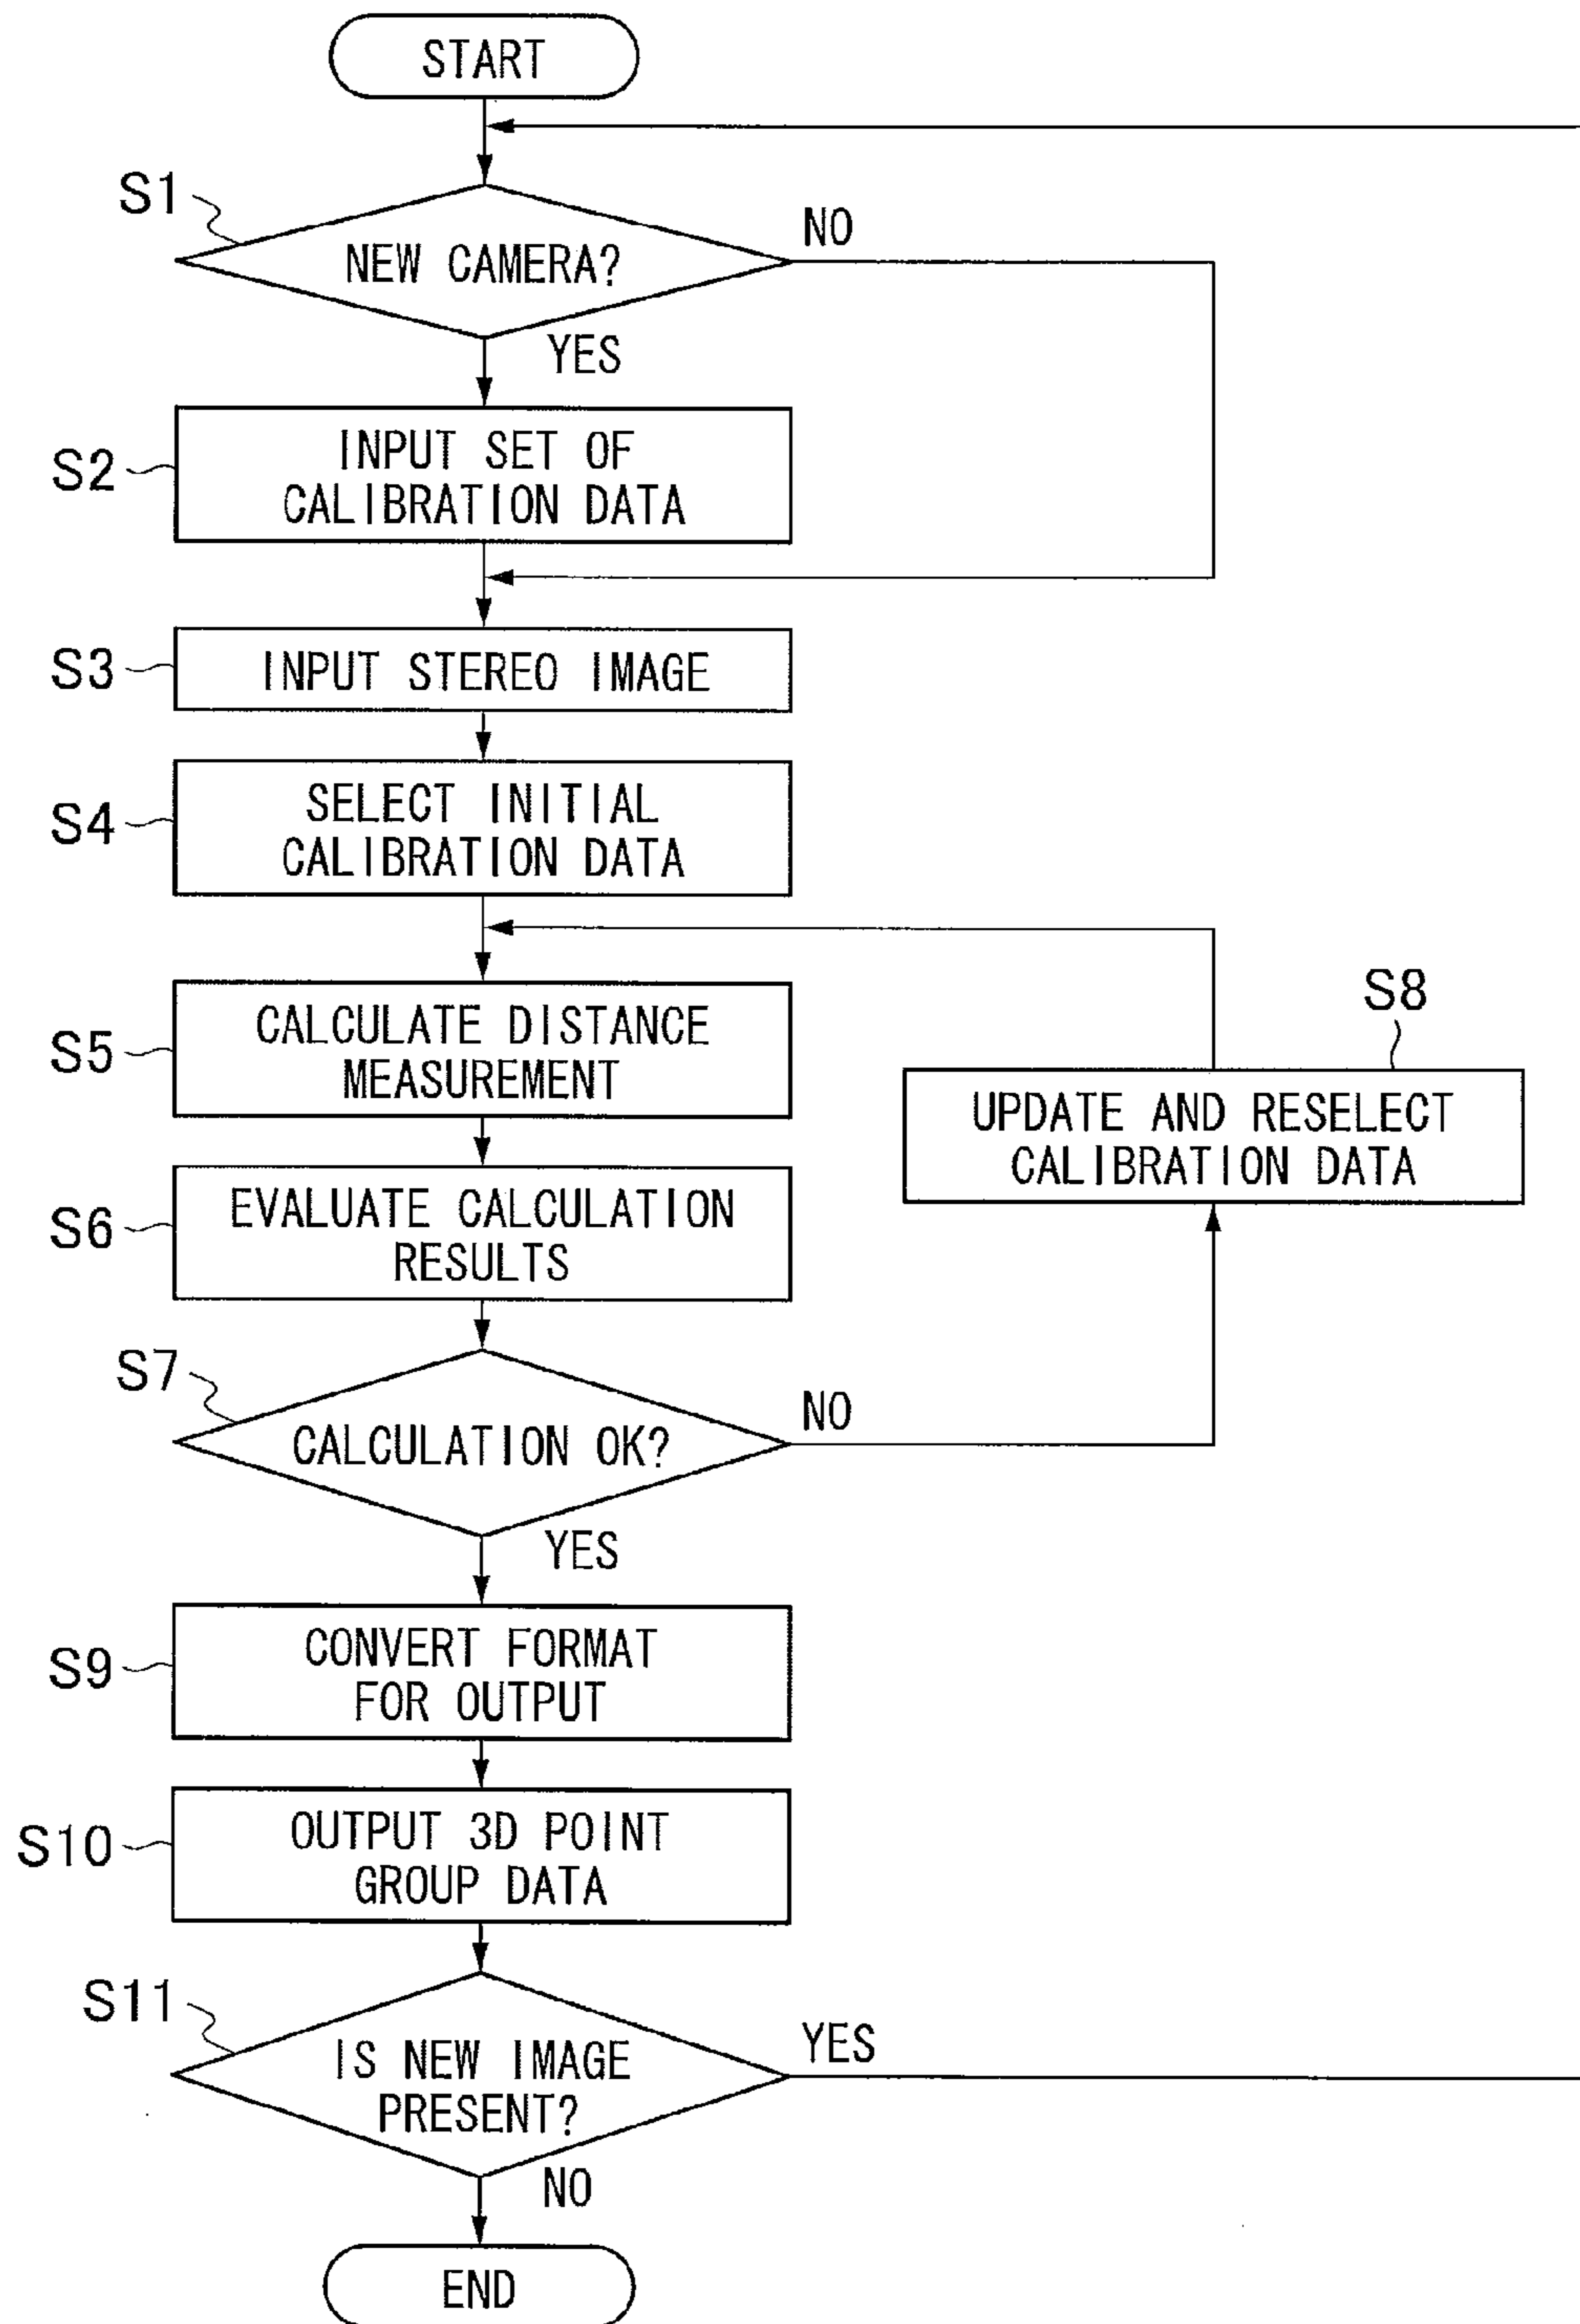 START
S1
NEW CAMERA?
NO
YES
S2
INPUT SET OF
CALIBRATION DATA
S3
INPUT STEREO IMAGE
S4
SELECT INITIAL
CALIBRATION DATA
S5
CALCULATE DISTANCE
MEASUREMENT
S8
UPDATE AND RESELECT
CALIBRATION DATA
S6
EVALUATE CALCULATION
RESULTS
S7
CALCULATION OK?
NO
YES
S9
CONVERT FORMAT
FOR OUTPUT
S10
OUTPUT 3D POINT
GROUP DATA
S11
IS NEW IMAGE
PRESENT?
YES
NO
END